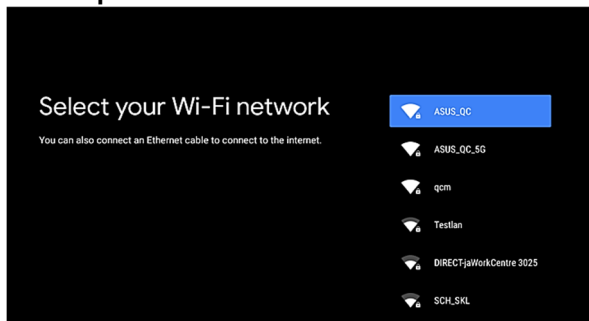 Select your Wi-Fi network
You can also connect an Ethernet cable to connect to the internet.
ASUS_QC
ASUS_QC_5G
qcm
Testlan
DIRECT-jaWorkCentre 3025
SCH_SKL